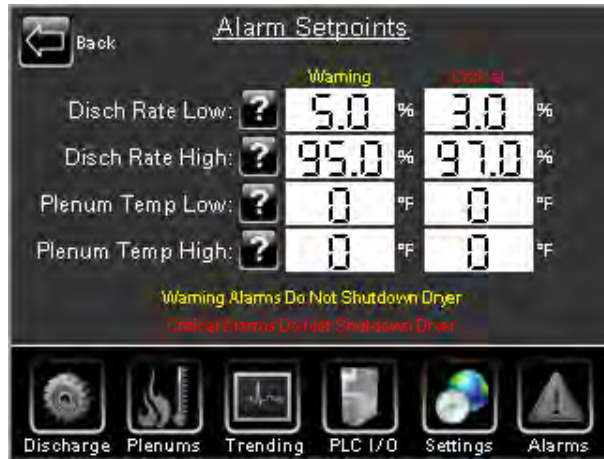 Back
Alarm Setpoints
Warning Critical
Disch Rate Low: ? 5.0 % 3.0 %
Disch Rate High: ? 95.0 % 97.0 %
Plenum Temp Low: ? 0 °F 0 °F
Plenum Temp High: ? 0 °F 0 °F
Warning Alarms Do Not Shutdown Dryer
Critical Alarms Do Not Shutdown Dryer
Discharge Plenums Trending PLC I/O Settings Alarms